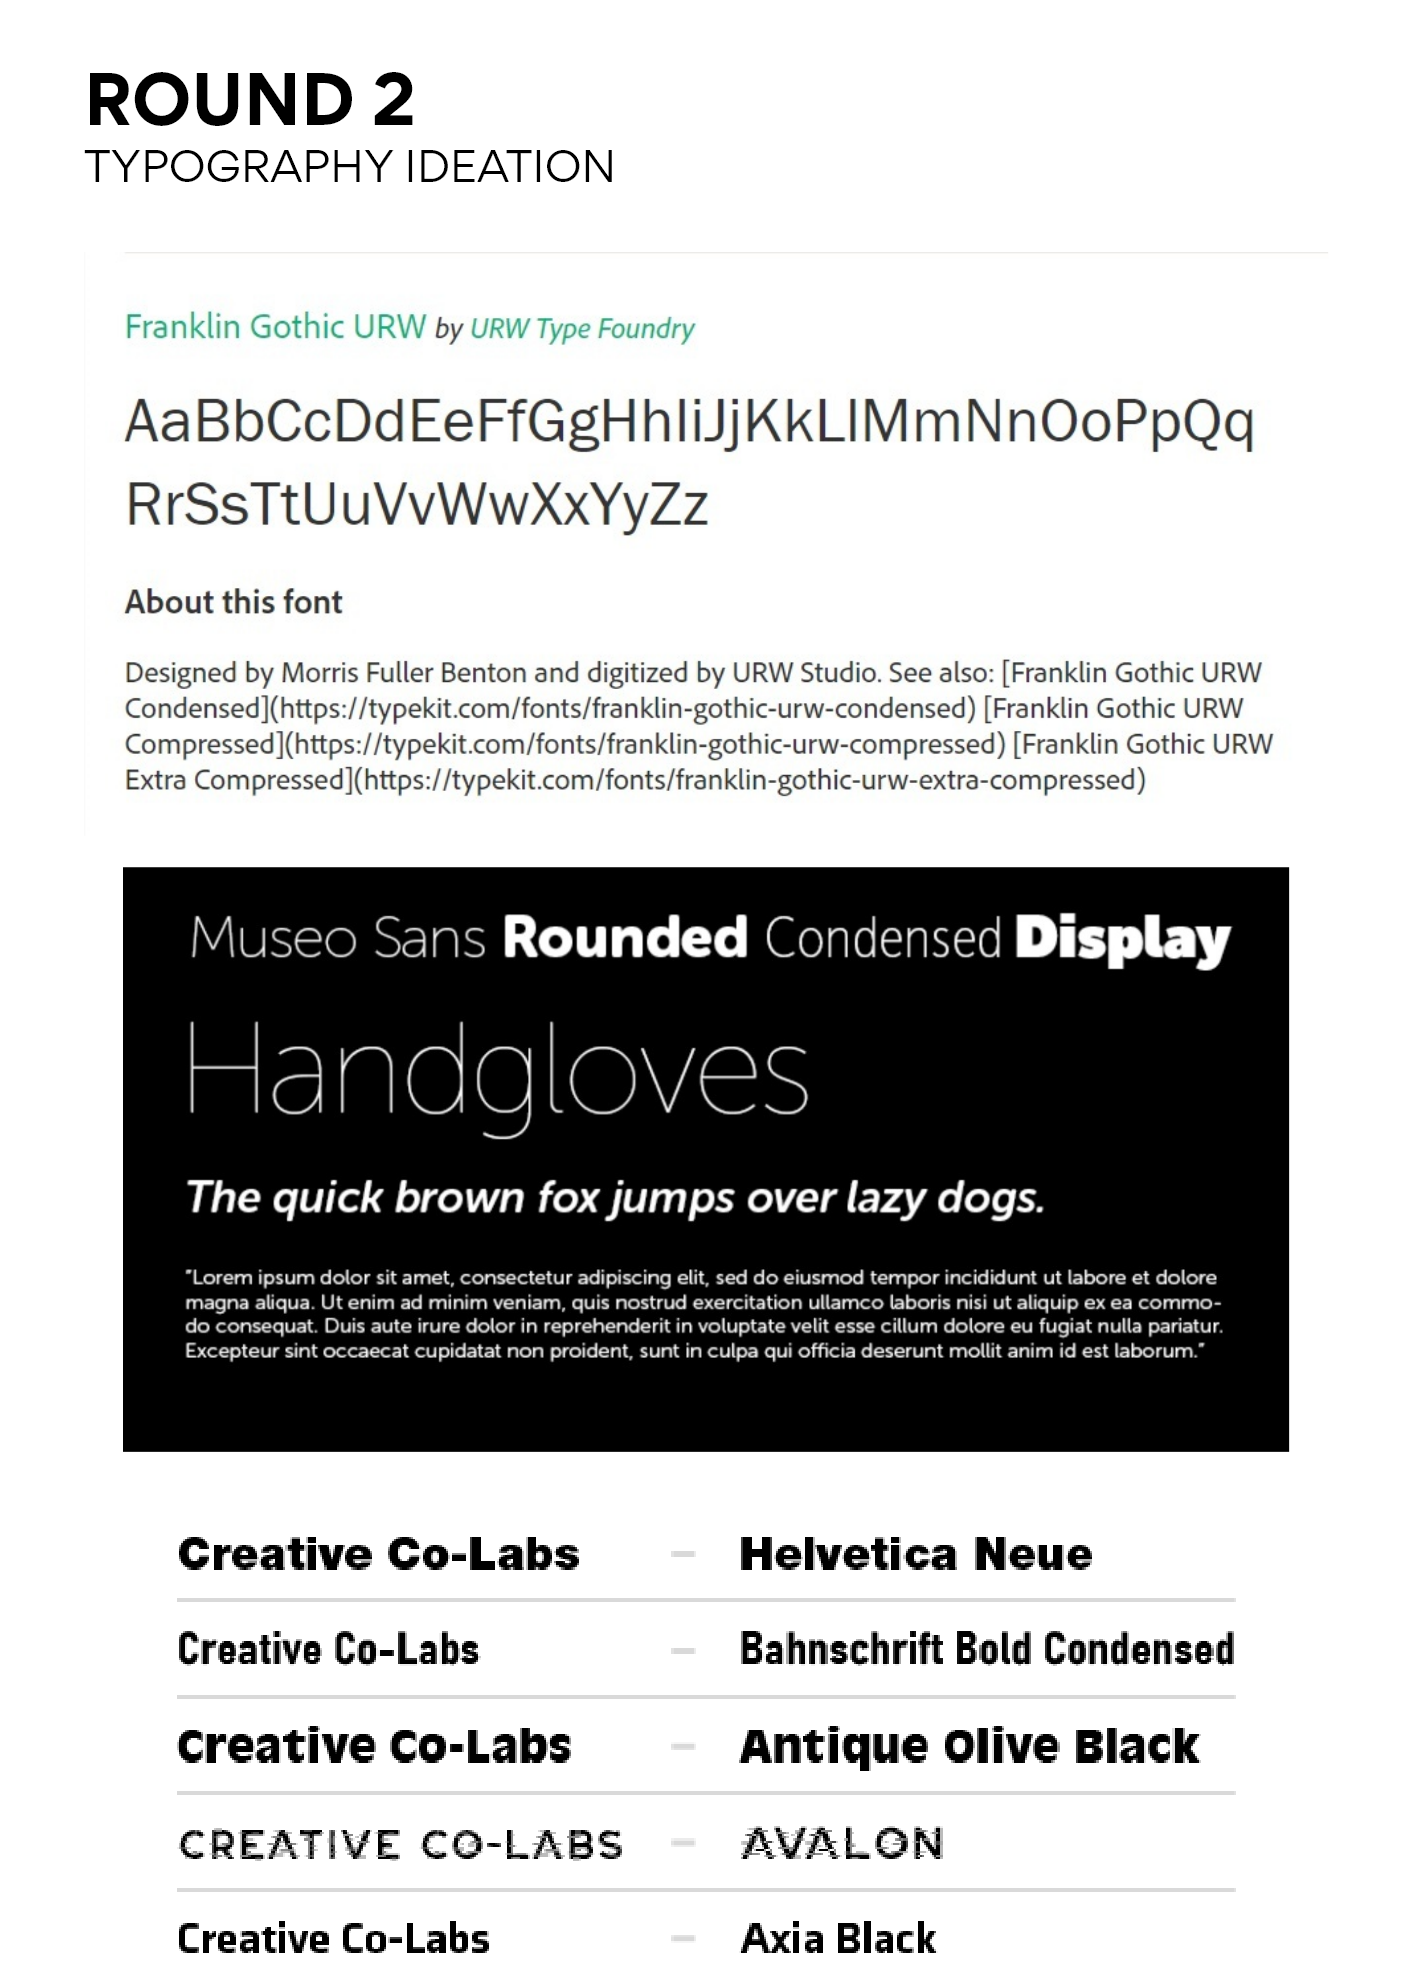 ROUND 2
TYPOGRAPHY IDEATION
Franklin Gothic URW by URW Type Foundry
AaBbCcDdEeFfGgHhIiJjKkLlMmNnOoPpQq
RrSsTtUuVvWwXxYyZz
About this font
Designed by Morris Fuller Benton and digitized by URW Studio. See also: [Franklin Gothic URW
Condensed](https://typekit.com/fonts/franklin-gothic-urw-condensed) [Franklin Gothic URW
Compressed](https://typekit.com/fonts/franklin-gothic-urw-compressed) [Franklin Gothic URW
Extra Compressed](https://typekit.com/fonts/franklin-gothic-urw-extra-compressed)
Museo Sans Rounded Condensed Display
Handgloves
The quick brown fox jumps over lazy dogs.
"Lorem ipsum dolor sit amet, consectetur adipiscing elit, sed do eiusmod tempor incididunt ut labore et dolore
magna aliqua. Ut enim ad minim veniam, quis nostrud exercitation ullamco laboris nisi ut aliquip ex ea commo-
do consequat. Duis aute irure dolor in reprehenderit in voluptate velit esse cillum dolore eu fugiat nulla pariatur.
Excepteur sint occaecat cupidatat non proident, sunt in culpa qui officia deserunt mollit anim id est laborum."
Creative Co-Labs – Helvetica Neue
Creative Co-Labs – Bahnschrift Bold Condensed
Creative Co-Labs – Antique Olive Black
CREATIVE CO-LABS – AVALON
Creative Co-Labs – Axia Black